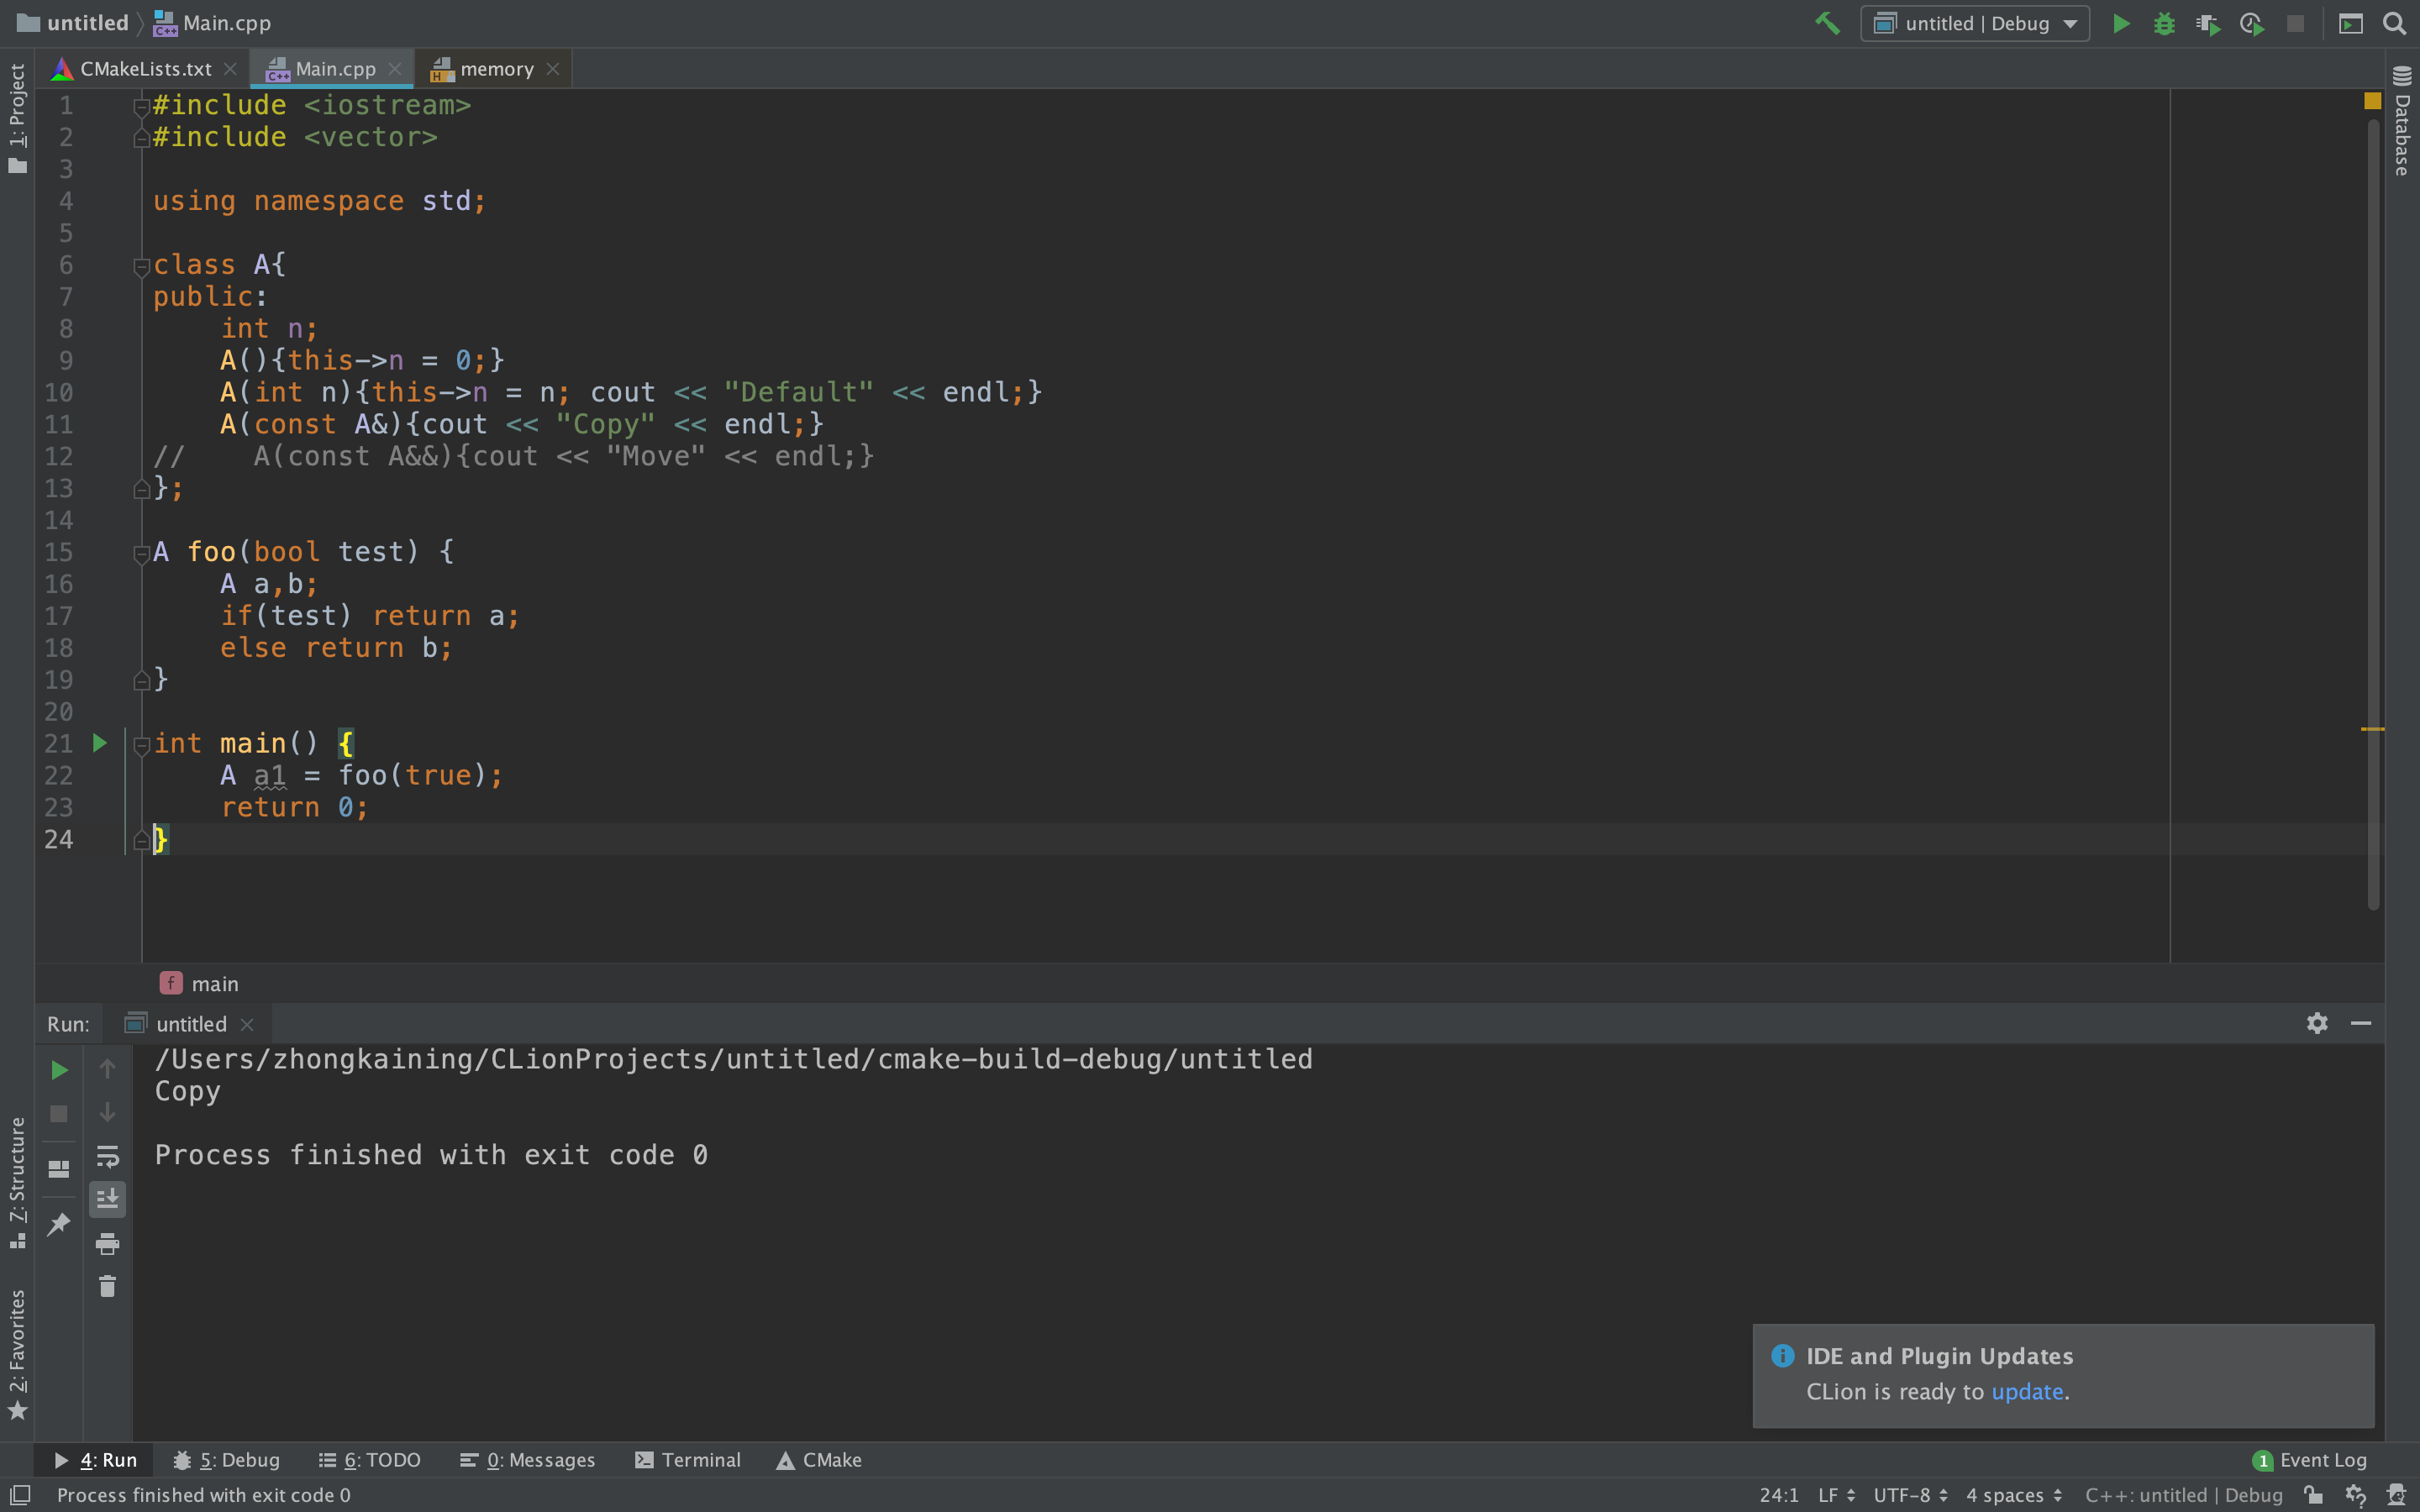 untitled Main.cpp untitled | Debug
CMakeLists.txt Main.cpp memory
1: Project
Database
1 #include <iostream>
2 #include <vector>
3
4 using namespace std;
5
6 class A{
7 public:
8     int n;
9     A(){this->n = 0;}
10     A(int n){this->n = n; cout << "Default" << endl;}
11     A(const A&){cout << "Copy" << endl;}
12 //    A(const A&&){cout << "Move" << endl;}
13 };
14
15 A foo(bool test) {
16     A a,b;
17     if(test) return a;
18     else return b;
19 }
20
21 int main() {
22     A a1 = foo(true);
23     return 0;
24 }
f main
Run: untitled
/Users/zhongkaining/CLionProjects/untitled/cmake-build-debug/untitled
Copy
Process finished with exit code 0
7: Structure
2: Favorites
IDE and Plugin Updates
CLion is ready to update.
4: Run 5: Debug 6: TODO 0: Messages Terminal CMake 1 Event Log
Process finished with exit code 0 24:1 LF UTF-8 4 spaces C++: untitled | Debug